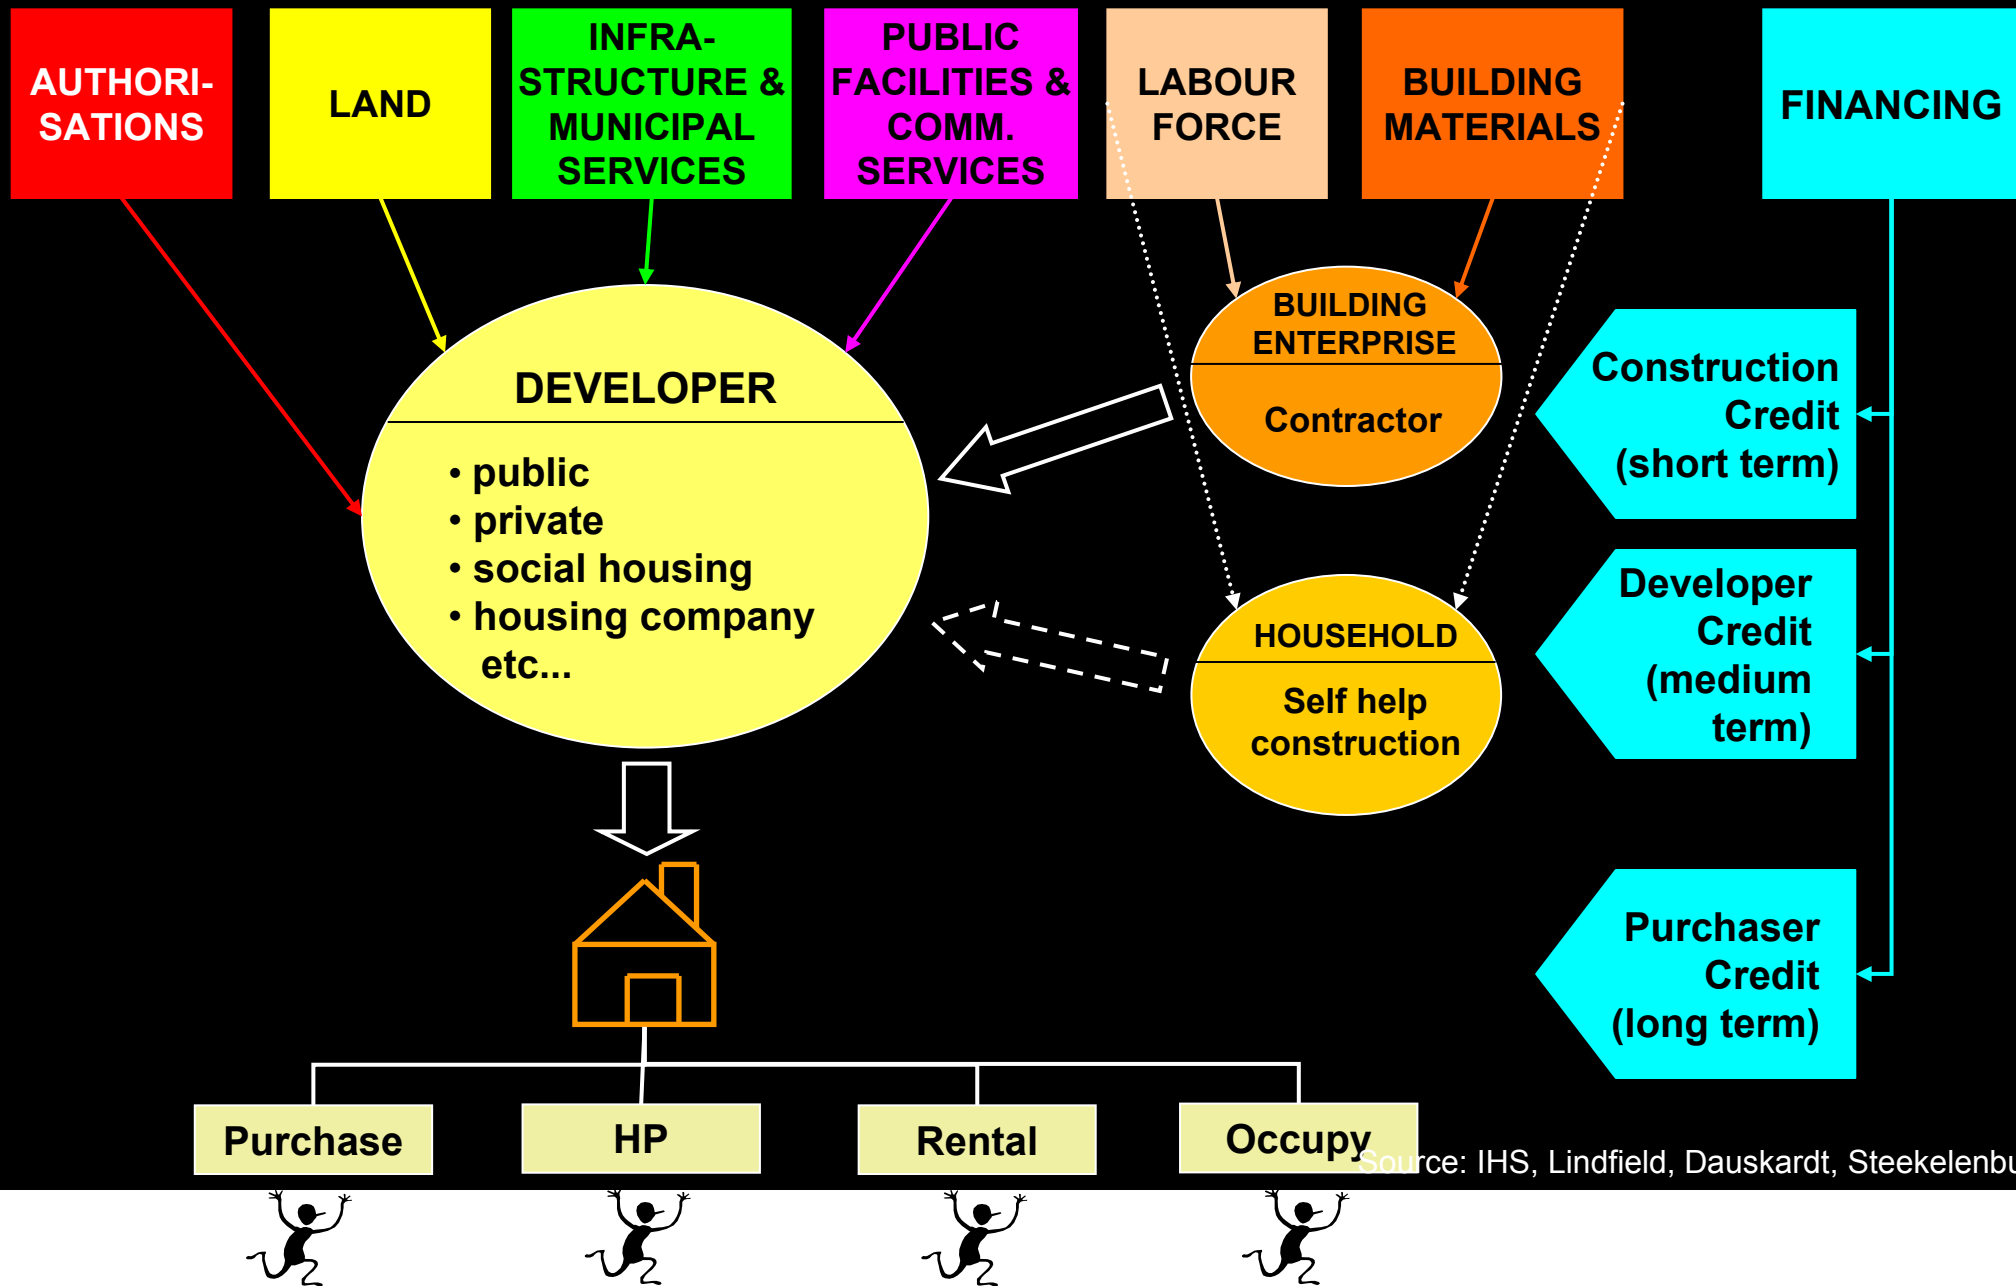 AUTHORI-
SATIONS
LAND
INFRA-
STRUCTURE &
MUNICIPAL
SERVICES
PUBLIC
FACILITIES &
COMM.
SERVICES
LABOUR
FORCE
BUILDING
MATERIALS
FINANCING
DEVELOPER
• public
• private
• social housing
• housing company
etc...
BUILDING
ENTERPRISE
Contractor
HOUSEHOLD
Self help
construction
Construction
Credit
(short term)
Developer
Credit
(medium
term)
Purchaser
Credit
(long term)
Purchase
HP
Rental
Occupy
Source: IHS, Lindfield, Dauskardt, Steekelenbu